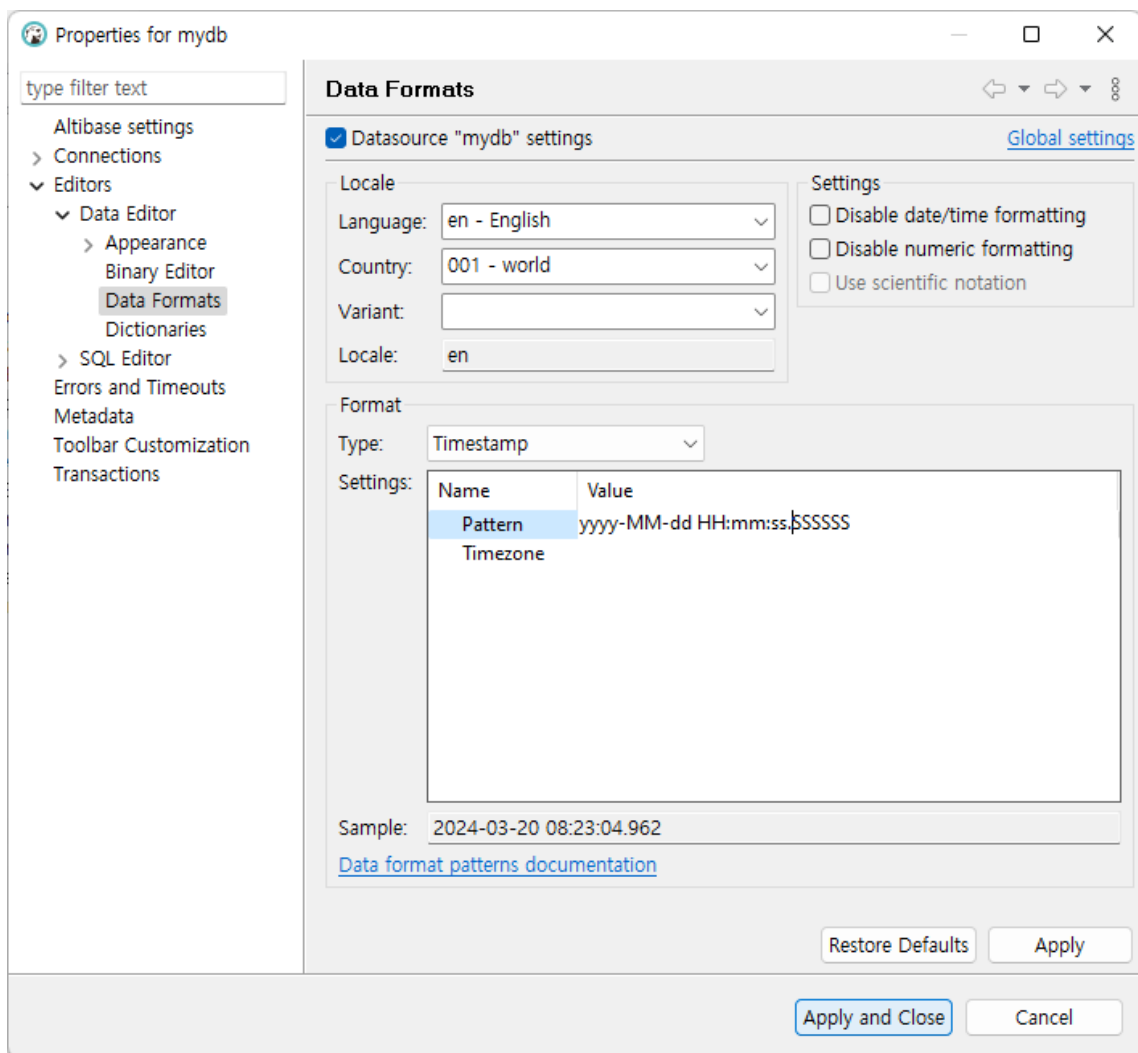 Properties for mydb
type filter text
Altibase settings
Connections
Editors
Data Editor
Appearance
Binary Editor
Data Formats
Dictionaries
SQL Editor
Errors and Timeouts
Metadata
Toolbar Customization
Transactions
Data Formats
Datasource "mydb" settings
Global settings
Locale
Language: en - English
Country: 001 - world
Variant:
Locale: en
Settings
Disable date/time formatting
Disable numeric formatting
Use scientific notation
Format
Type: Timestamp
Settings:
Name Value
Pattern yyyy-MM-dd HH:mm:ss.SSSSSS
Timezone
Sample: 2024-03-20 08:23:04.962
Data format patterns documentation
Restore Defaults Apply
Apply and Close Cancel